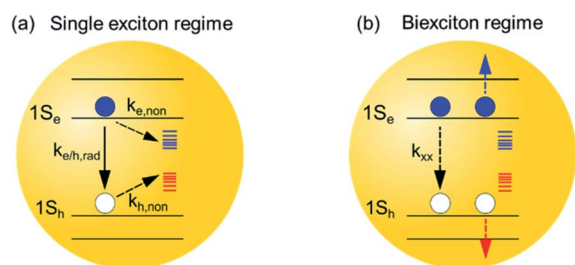 (a) Single exciton regime
1Sₑ
kₑ,non
kₑ/h,rad
1Sₕ
kₕ,non
(b) Biexciton regime
1Sₑ
kₓₓ
1Sₕ